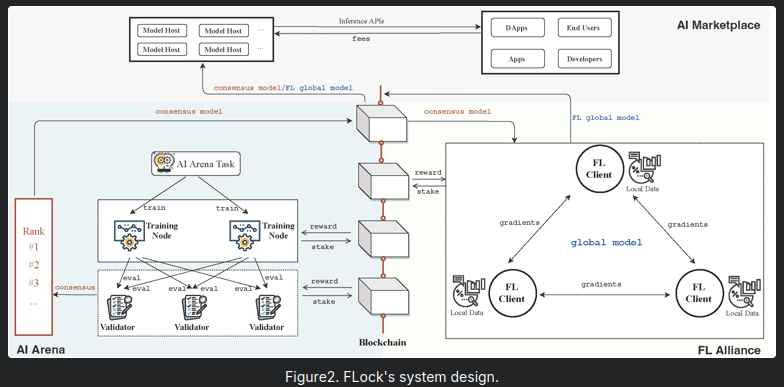 Model Host
Model Host
...
Model Host
Model Host
...
Inference APIs
fees
DApps
End Users
Apps
Developers
AI Marketplace
consensus model/FL global model
consensus model
consensus model
FL global model
AI Arena Task
train
train
Training
Node
Training
Node
reward
stake
reward
stake
reward
stake
Rank
#1
#2
#3
...
consensus
eval
eval
eval
eval
eval
eval
Validator
Validator
Validator
Blockchain
AI Arena
FL
Client
Local Data
gradients
gradients
global model
FL
Client
Local Data
gradients
FL
Client
Local Data
FL Alliance
Figure2. FLock's system design.